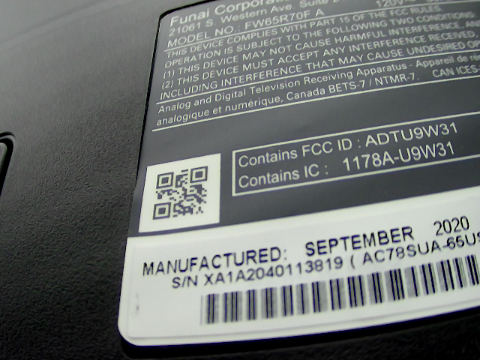 Funai Corporat
21061 S Western Ave., Suite 2
MODEL NO : FW65R70F A 120V~
THIS DEVICE COMPLIES WITH PART 15 OF THE FCC RULES
OPERATION IS SUBJECT TO THE FOLLOWING TWO CONDITIONS
(1) THIS DEVICE MAY NOT CAUSE HARMFUL INTERFERENCE, AND
(2) THIS DEVICE MUST ACCEPT ANY INTERFERENCE
INCLUDING INTERFERENCE THAT MAY CAUSE UNDESIRED OP
Analog and Digital Television Receiving Apparatus - Appareil de ré
analogique et numérique, Canada BETS-7 / NTMR-7. CAN ICES
Contains FCC ID : ADTU9W31
Contains IC : 1178A-U9W31
MANUFACTURED: SEPTEMBER 2020
S/N XA1A2040113819 ( AC78SUA-65US